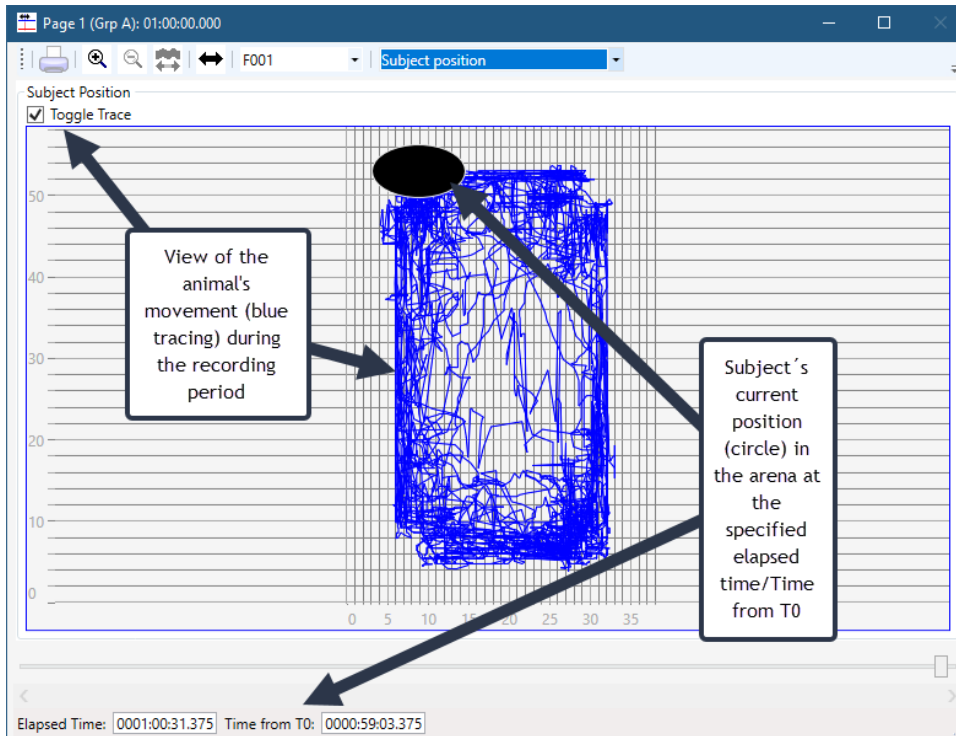 Page 1 (Grp A): 01:00:00.000
F001
Subject position
Subject Position
Toggle Trace
50
40
30
20
10
0
0 5 10 15 20 25 30 35
View of the
animal's
movement (blue
tracing) during
the recording
period
Subject´s
current
position
(circle) in
the arena at
the
specified
elapsed
time/Time
from T0
Elapsed Time: 0001:00:31.375 Time from T0: 0000:59:03.375